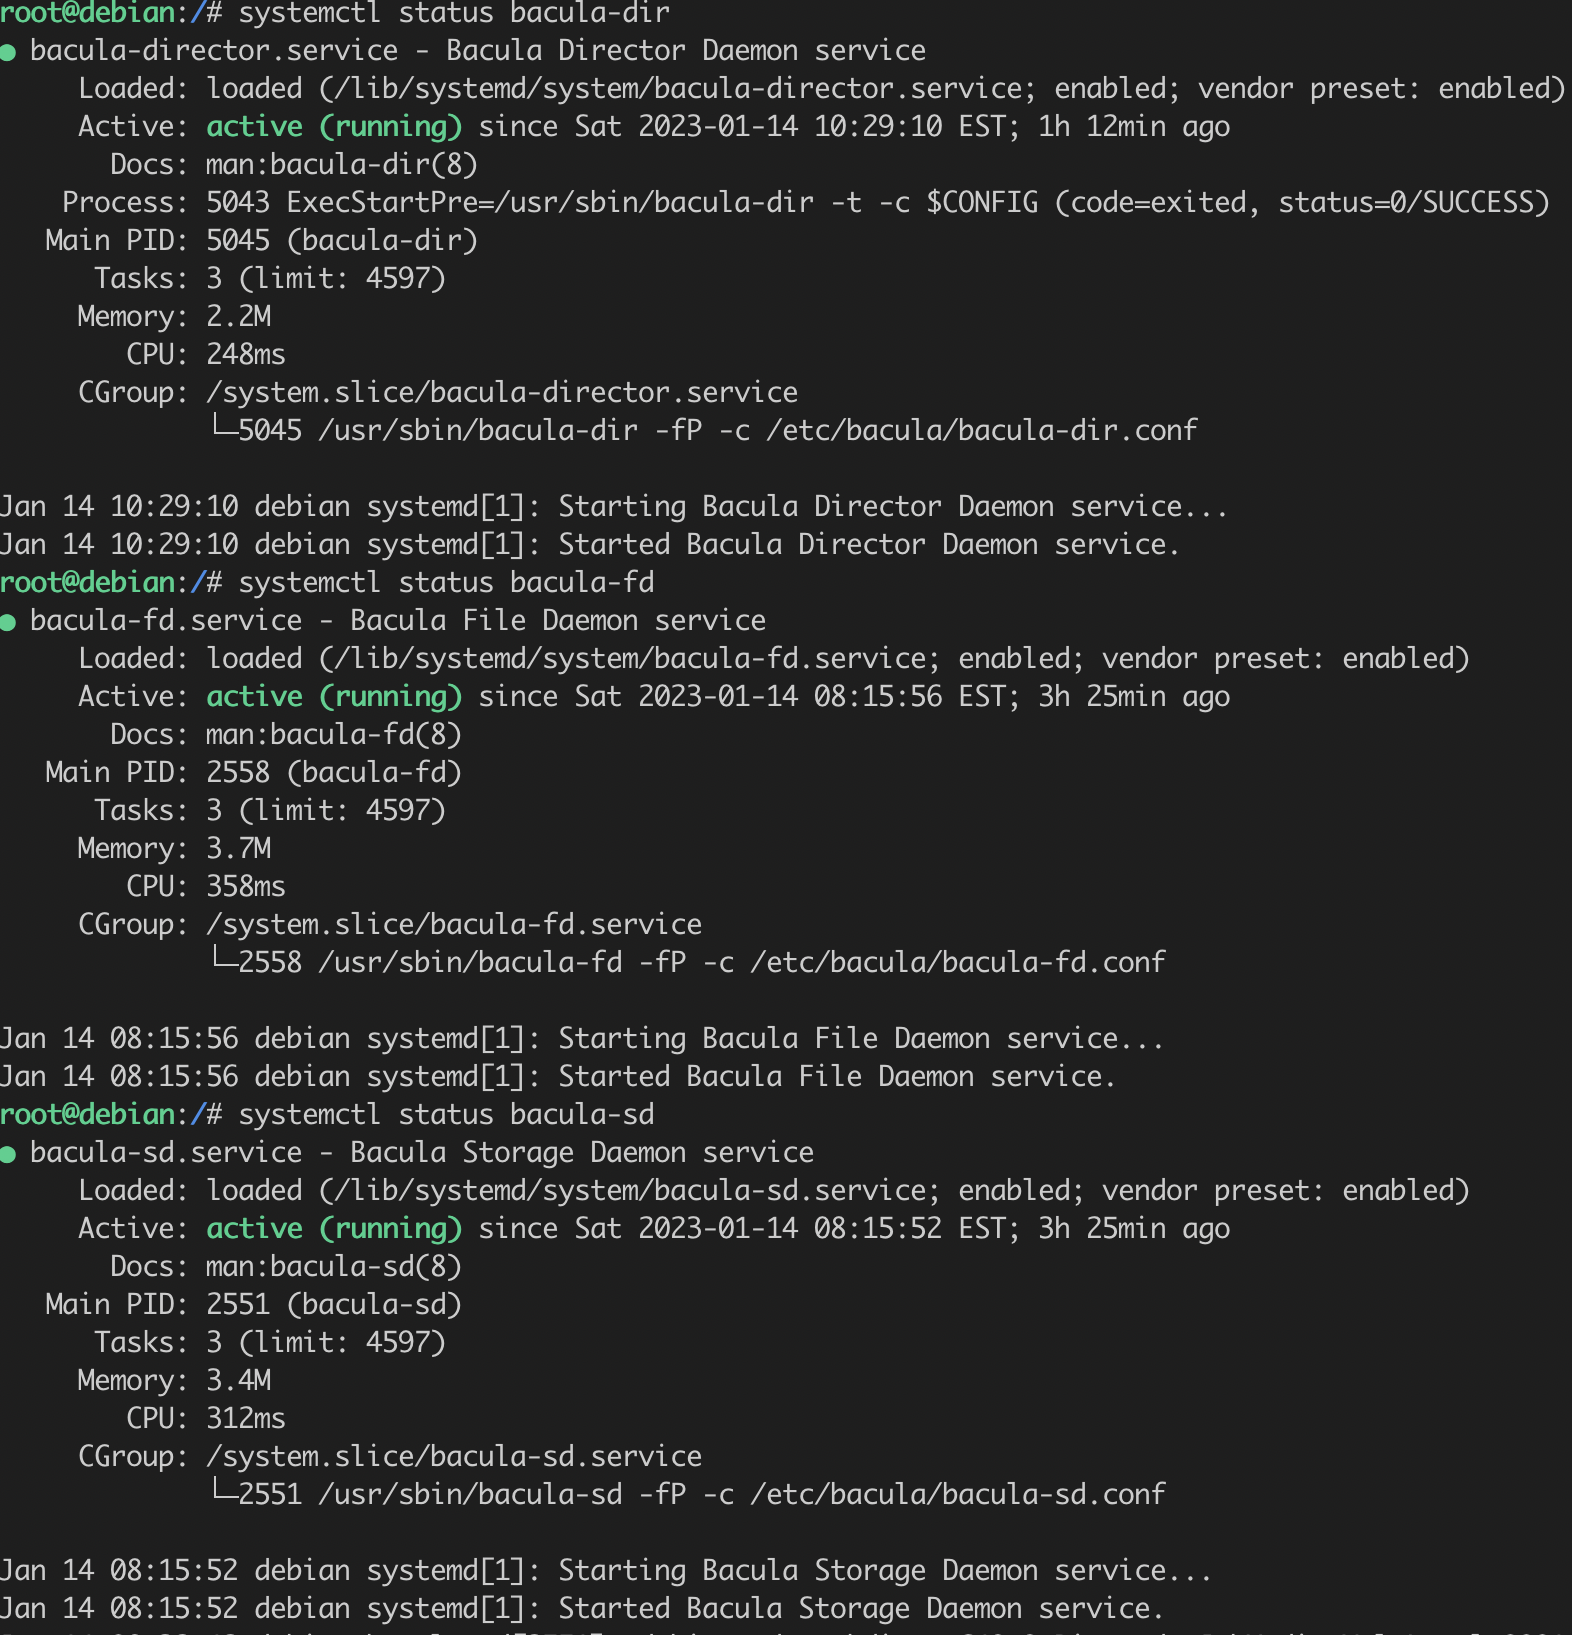 root@debian:/# systemctl status bacula-dir
● bacula-director.service - Bacula Director Daemon service
     Loaded: loaded (/lib/systemd/system/bacula-director.service; enabled; vendor preset: enabled)
     Active: active (running) since Sat 2023-01-14 10:29:10 EST; 1h 12min ago
       Docs: man:bacula-dir(8)
    Process: 5043 ExecStartPre=/usr/sbin/bacula-dir -t -c $CONFIG (code=exited, status=0/SUCCESS)
   Main PID: 5045 (bacula-dir)
      Tasks: 3 (limit: 4597)
     Memory: 2.2M
        CPU: 248ms
     CGroup: /system.slice/bacula-director.service
             └─5045 /usr/sbin/bacula-dir -fP -c /etc/bacula/bacula-dir.conf

Jan 14 10:29:10 debian systemd[1]: Starting Bacula Director Daemon service...
Jan 14 10:29:10 debian systemd[1]: Started Bacula Director Daemon service.
root@debian:/# systemctl status bacula-fd
● bacula-fd.service - Bacula File Daemon service
     Loaded: loaded (/lib/systemd/system/bacula-fd.service; enabled; vendor preset: enabled)
     Active: active (running) since Sat 2023-01-14 08:15:56 EST; 3h 25min ago
       Docs: man:bacula-fd(8)
   Main PID: 2558 (bacula-fd)
      Tasks: 3 (limit: 4597)
     Memory: 3.7M
        CPU: 358ms
     CGroup: /system.slice/bacula-fd.service
             └─2558 /usr/sbin/bacula-fd -fP -c /etc/bacula/bacula-fd.conf

Jan 14 08:15:56 debian systemd[1]: Starting Bacula File Daemon service...
Jan 14 08:15:56 debian systemd[1]: Started Bacula File Daemon service.
root@debian:/# systemctl status bacula-sd
● bacula-sd.service - Bacula Storage Daemon service
     Loaded: loaded (/lib/systemd/system/bacula-sd.service; enabled; vendor preset: enabled)
     Active: active (running) since Sat 2023-01-14 08:15:52 EST; 3h 25min ago
       Docs: man:bacula-sd(8)
   Main PID: 2551 (bacula-sd)
      Tasks: 3 (limit: 4597)
     Memory: 3.4M
        CPU: 312ms
     CGroup: /system.slice/bacula-sd.service
             └─2551 /usr/sbin/bacula-sd -fP -c /etc/bacula/bacula-sd.conf

Jan 14 08:15:52 debian systemd[1]: Starting Bacula Storage Daemon service...
Jan 14 08:15:52 debian systemd[1]: Started Bacula Storage Daemon service.